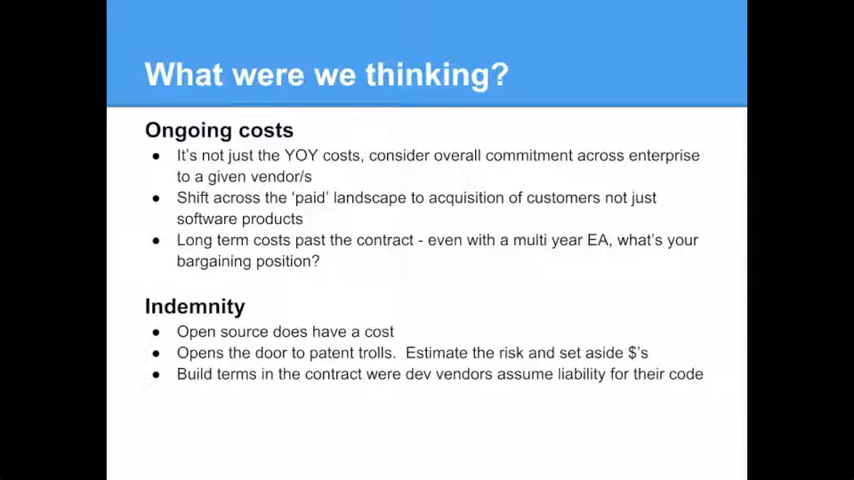 What were we thinking?
Ongoing costs
● It's not just the YOY costs, consider overall commitment across enterprise
to a given vendor/s
● Shift across the 'paid' landscape to acquisition of customers not just
software products
● Long term costs past the contract - even with a multi year EA, what's your
bargaining position?
Indemnity
● Open source does have a cost
● Opens the door to patent trolls.  Estimate the risk and set aside $'s
● Build terms in the contract were dev vendors assume liability for their code